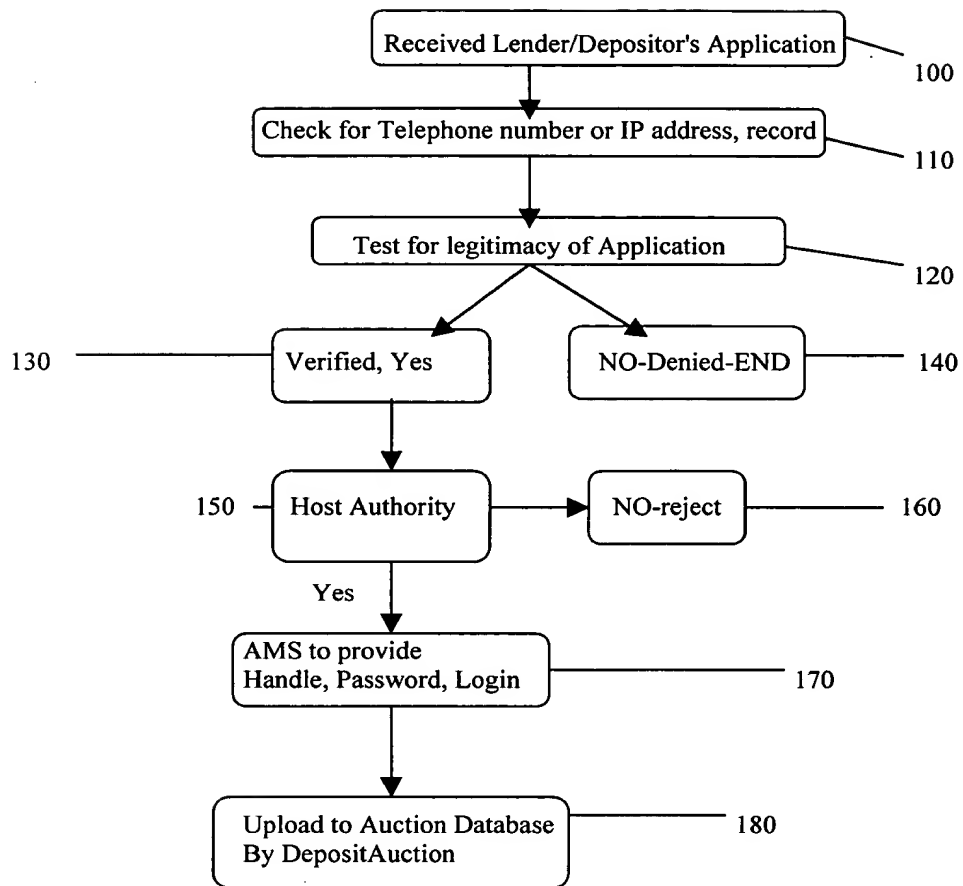 Received Lender/Depositor's Application
100
Check for Telephone number or IP address, record
110
Test for legitimacy of Application
120
130
Verified, Yes
NO-Denied-END
140
150
Host Authority
NO-reject
160
Yes
AMS to provide
Handle, Password, Login
170
Upload to Auction Database
By DepositAuction
180